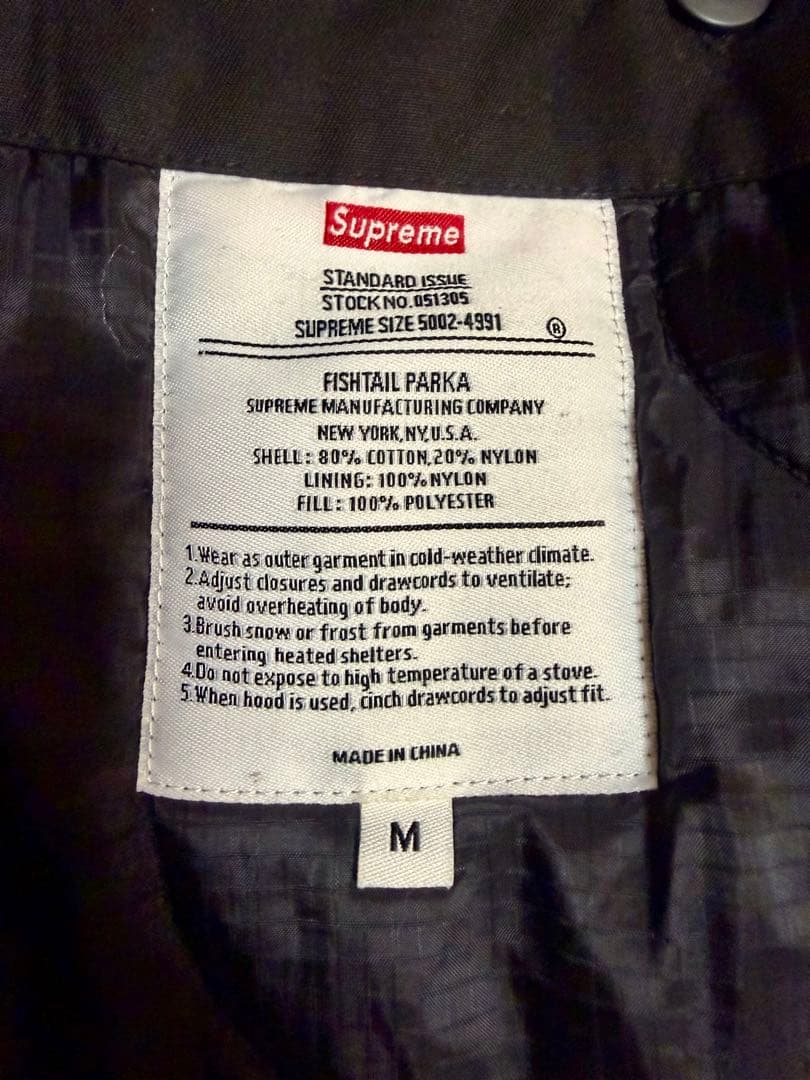 Supreme
STANDARD ISSUE
STOCK NO.051305
SUPREME SIZE 5002-4991 ®
FISHTAIL PARKA
SUPREME MANUFACTURING COMPANY
NEW YORK,NY,U.S.A.
SHELL: 80% COTTON,20% NYLON
LINING: 100% NYLON
FILL: 100% POLYESTER
1.Wear as outer garment in cold-weather climate.
2.Adjust closures and drawcords to ventilate;
avoid overheating of body.
3.Brush snow or frost from garments before
entering heated shelters.
4.Do not expose to high temperature of a stove.
5.When hood is used, cinch drawcords to adjust fit.
MADE IN CHINA
M